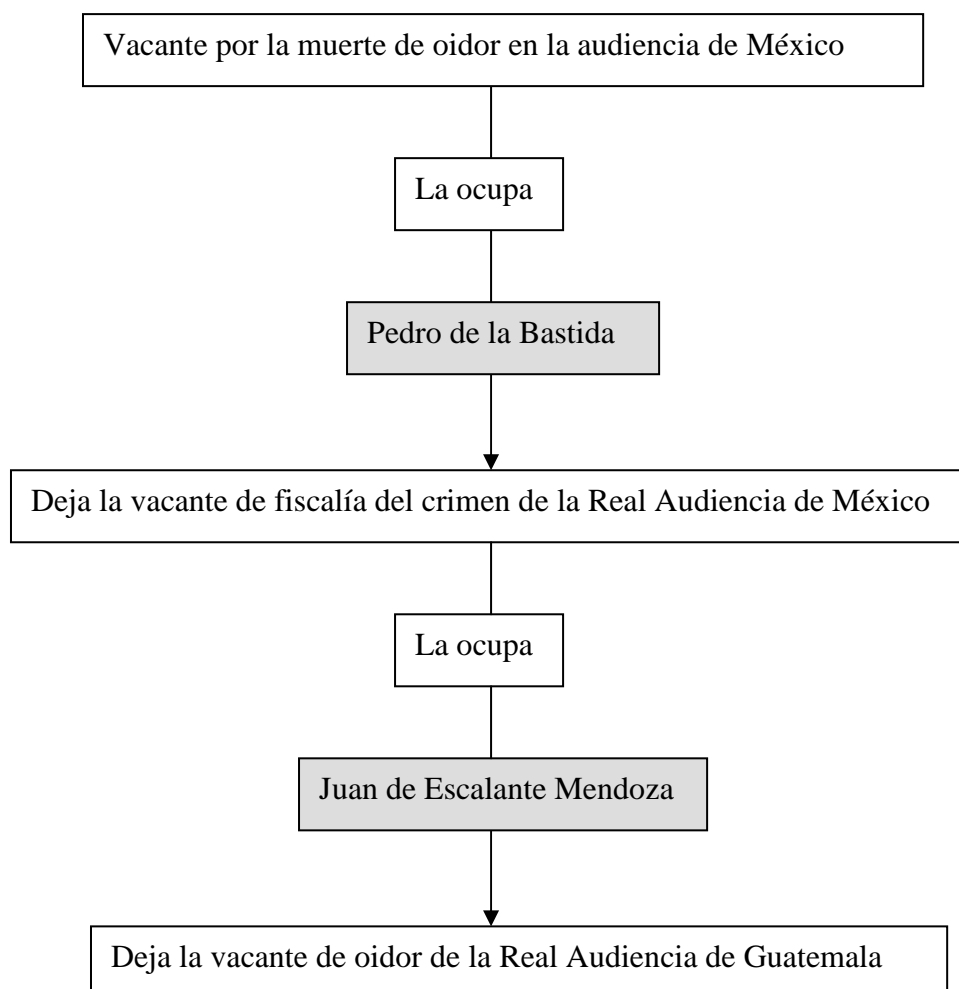 Vacante por la muerte de oidor en la audiencia de México
La ocupa
Pedro de la Bastida
Deja la vacante de fiscalía del crimen de la Real Audiencia de México
La ocupa
Juan de Escalante Mendoza
Deja la vacante de oidor de la Real Audiencia de Guatemala